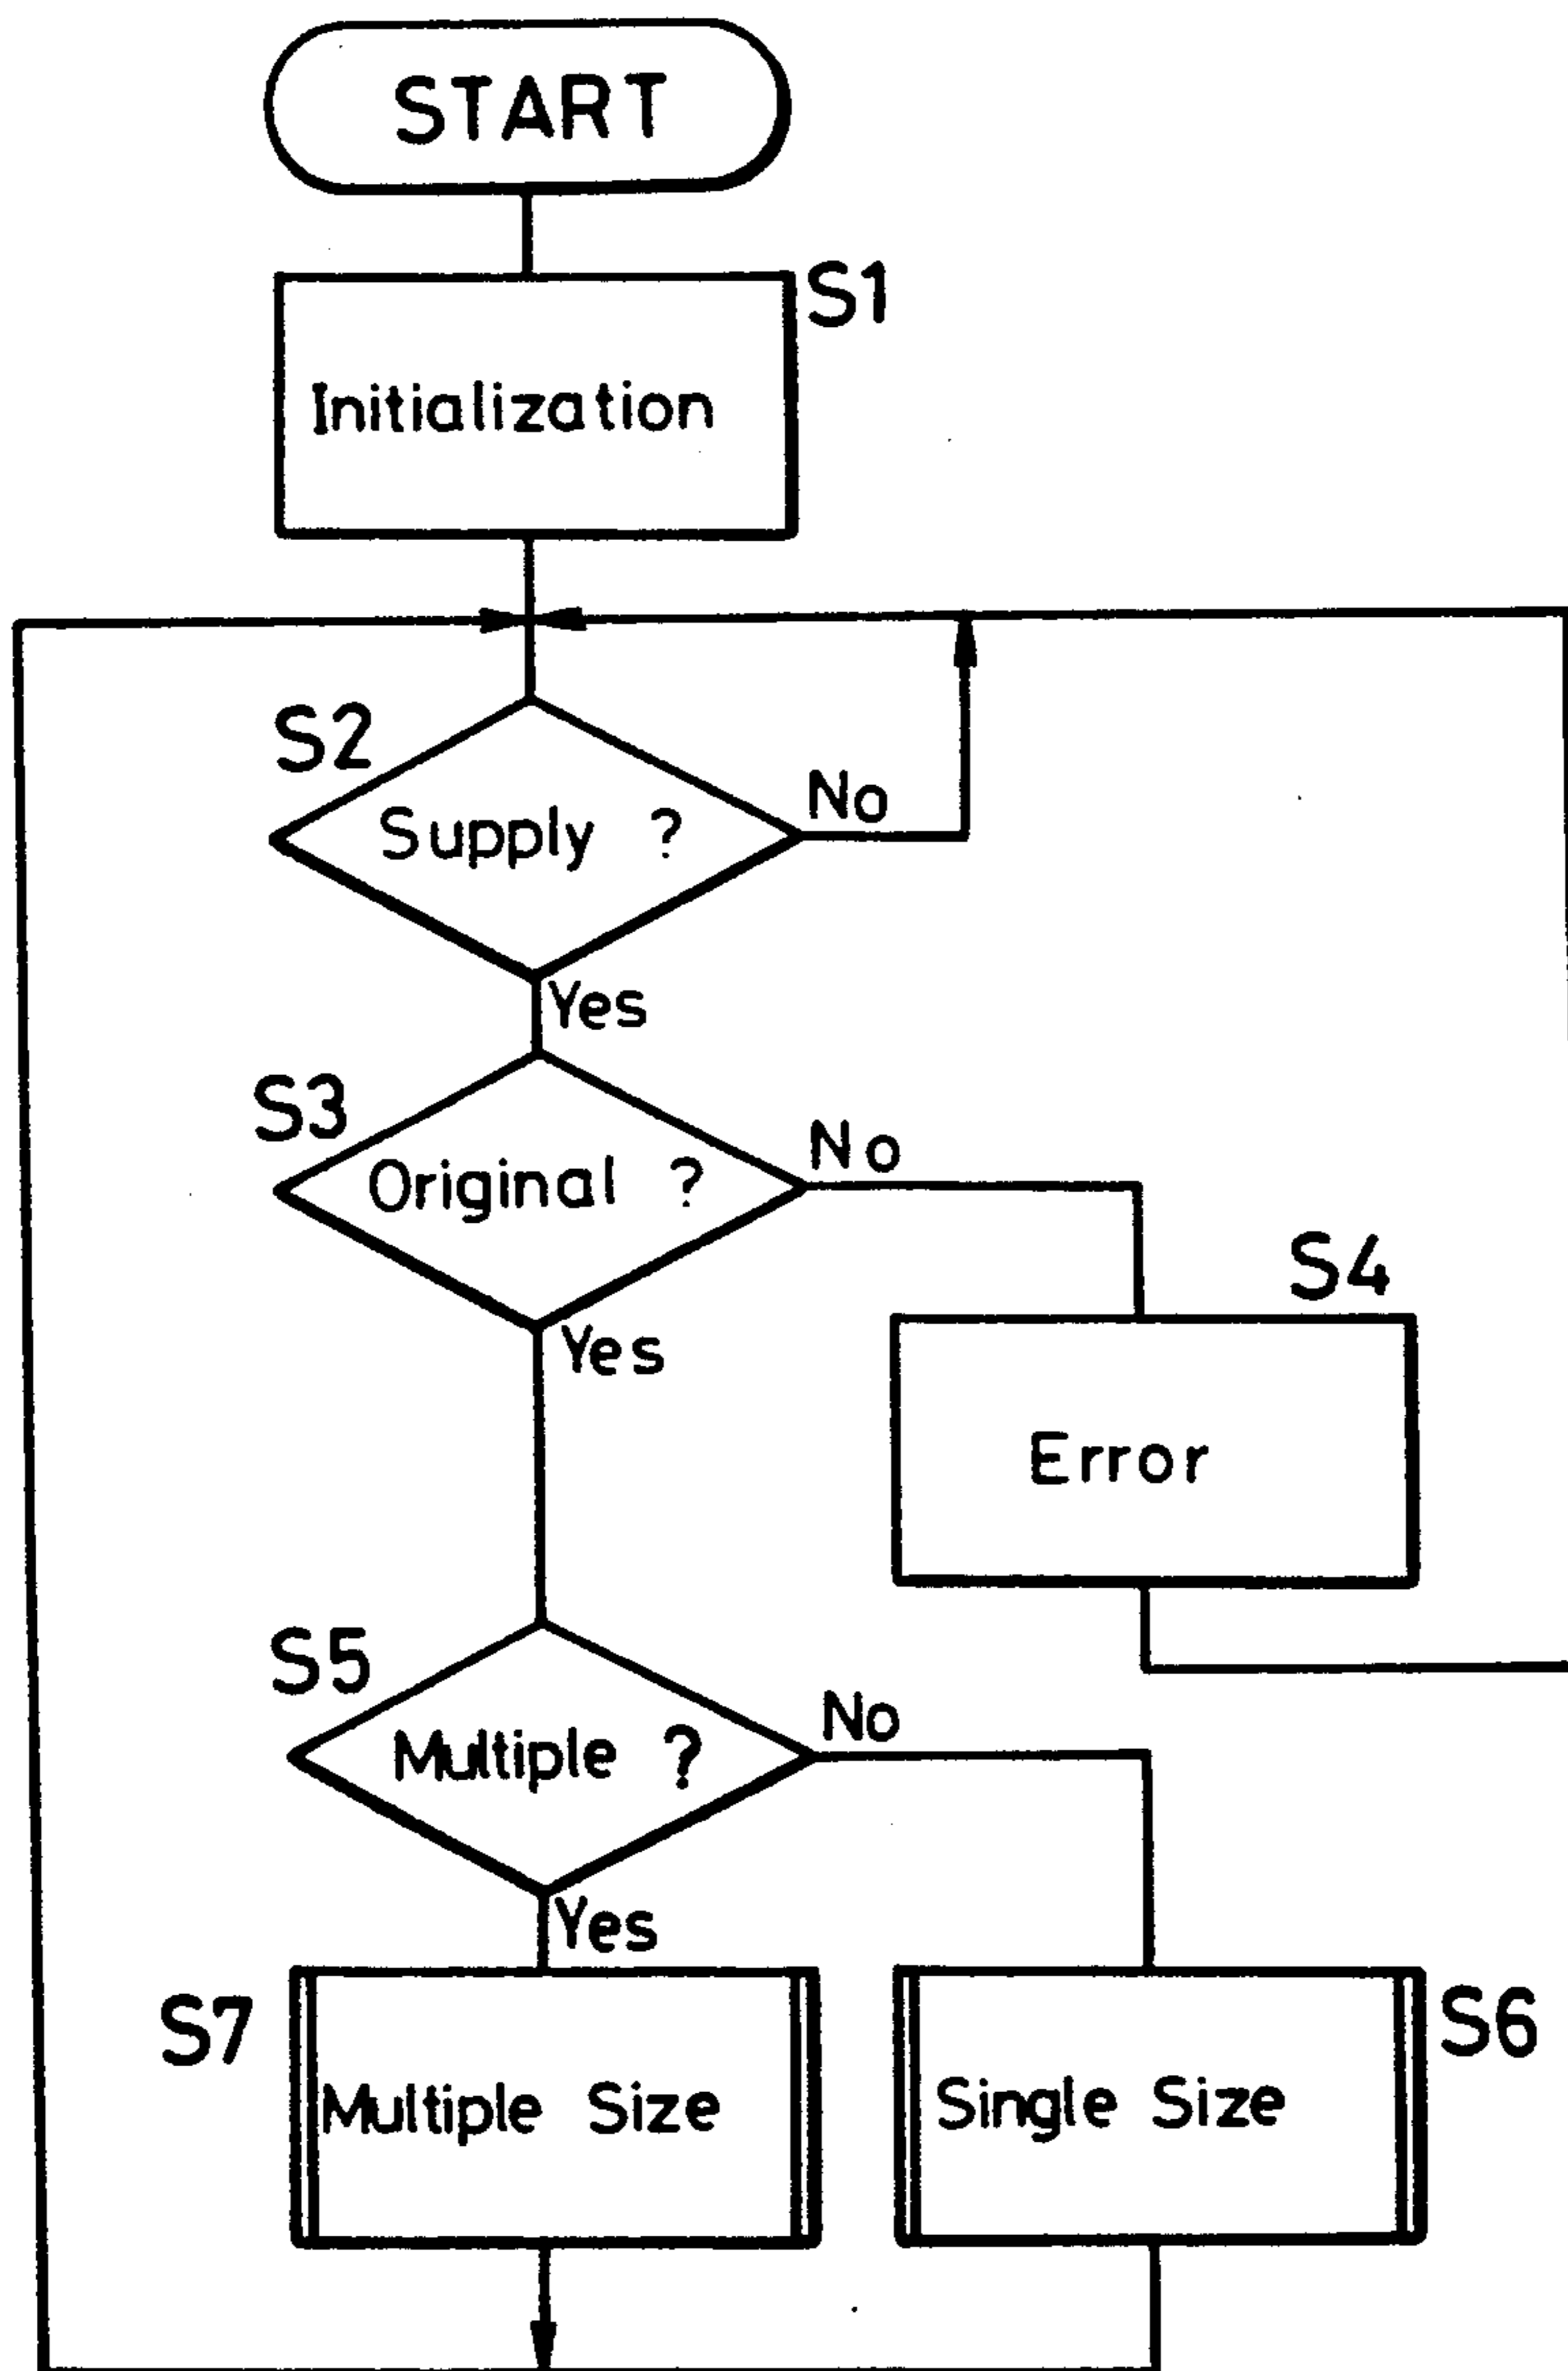 START
S1
Initialization
S2
Supply ?
No
Yes
S3
Original ?
No
Yes
S4
Error
S5
Multiple ?
No
Yes
S7
Multiple Size
S6
Single Size